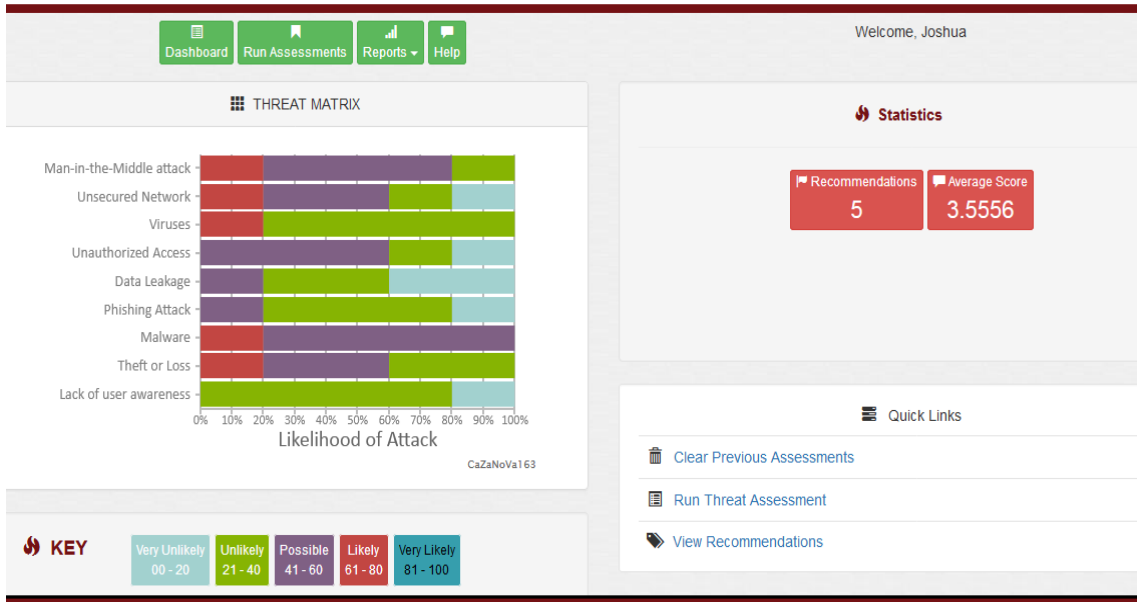 Dashboard
Run Assessments
Reports
Help
Welcome, Joshua
THREAT MATRIX
Man-in-the-Middle attack
Unsecured Network
Viruses
Unauthorized Access
Data Leakage
Phishing Attack
Malware
Theft or Loss
Lack of user awareness
0% 10% 20% 30% 40% 50% 60% 70% 80% 90% 100%
Likelihood of Attack
CaZaNoVa163
KEY
Very Unlikely
00 - 20
Unlikely
21 - 40
Possible
41 - 60
Likely
61 - 80
Very Likely
81 - 100
Statistics
Recommendations
5
Average Score
3.5556
Quick Links
Clear Previous Assessments
Run Threat Assessment
View Recommendations